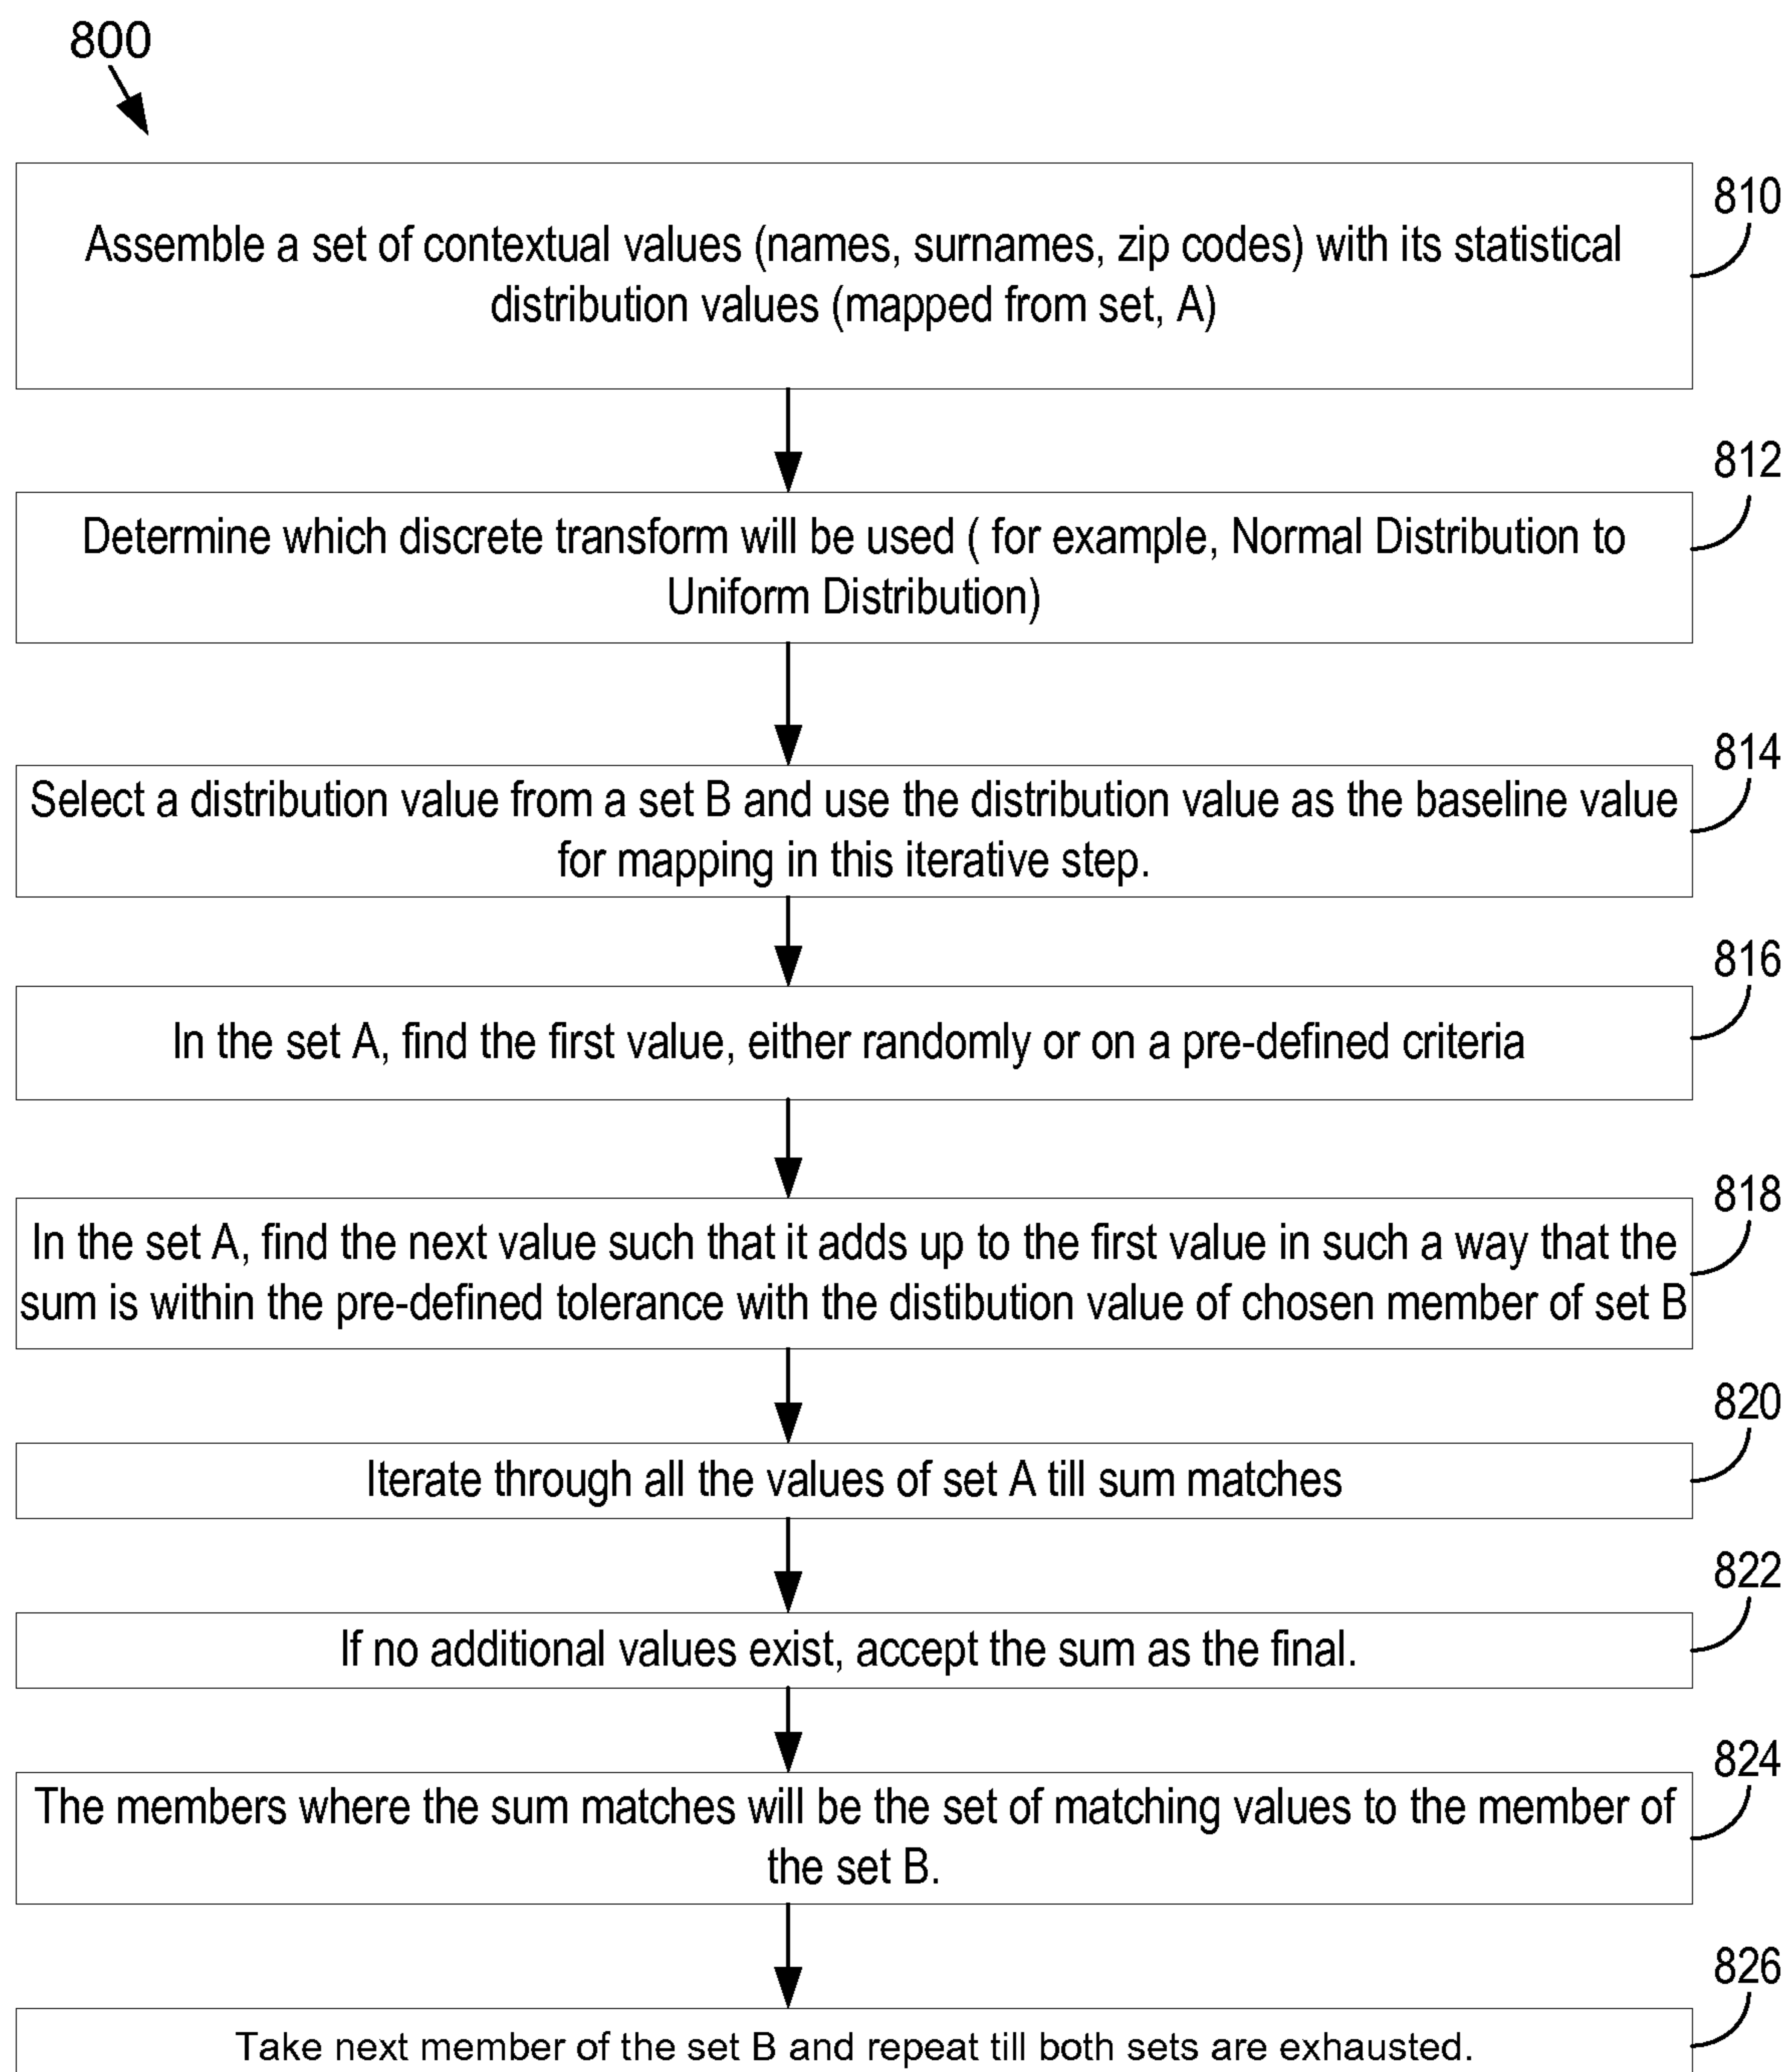 800
810
Assemble a set of contextual values (names, surnames, zip codes) with its statistical
distribution values (mapped from set, A)
812
Determine which discrete transform will be used ( for example, Normal Distribution to
Uniform Distribution)
814
Select a distribution value from a set B and use the distribution value as the baseline value
for mapping in this iterative step.
816
In the set A, find the first value, either randomly or on a pre-defined criteria
818
In the set A, find the next value such that it adds up to the first value in such a way that the
sum is within the pre-defined tolerance with the distibution value of chosen member of set B
820
Iterate through all the values of set A till sum matches
822
If no additional values exist, accept the sum as the final.
824
The members where the sum matches will be the set of matching values to the member of
the set B.
826
Take next member of the set B and repeat till both sets are exhausted.